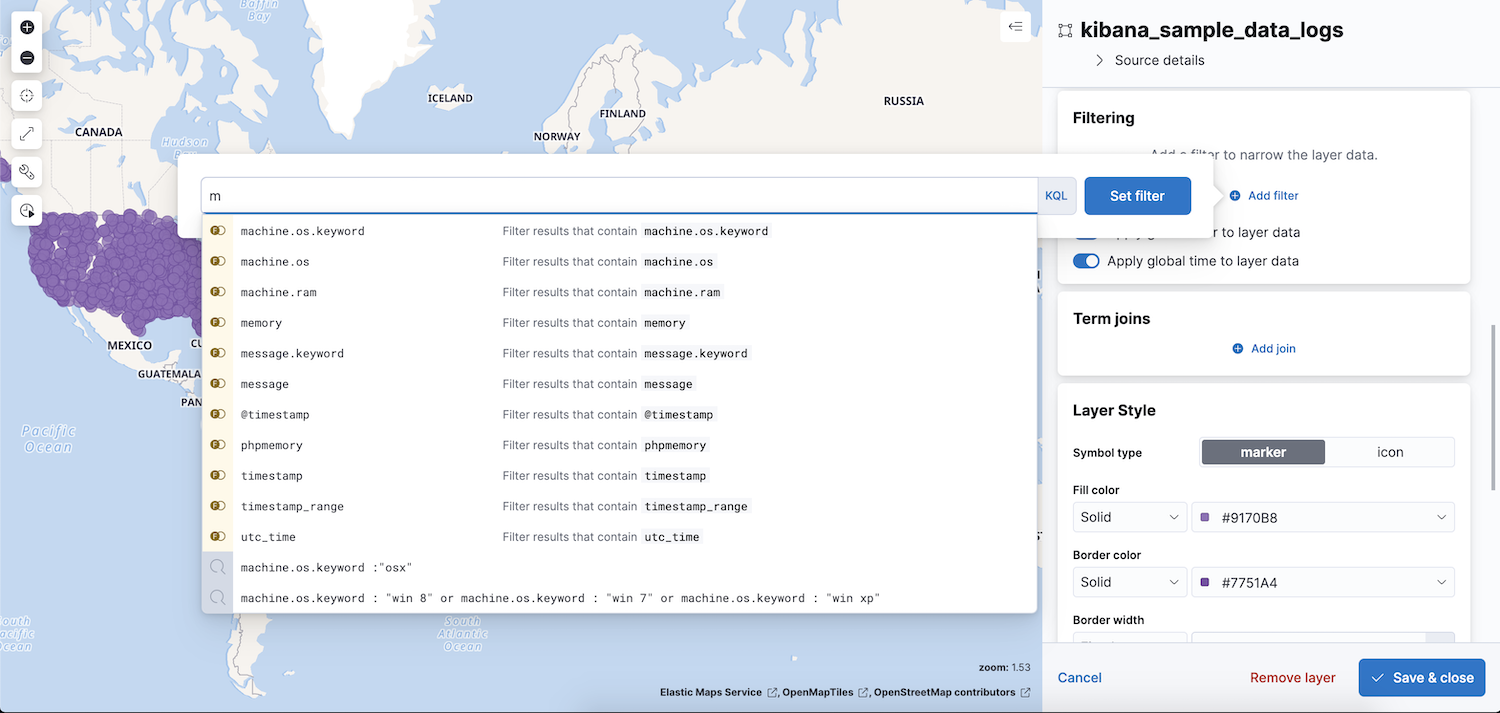 Baffin
Bay
ICELAND
RUSSIA
FINLAND
NORWAY
CANADA
Hudson
MEXICO
GUATEMALA
PAN
Pacific
Ocean
South
Atlantic
Ocean
zoom: 1.53
Elastic Maps Service, OpenMapTiles, OpenStreetMap contributors
m
KQL
Set filter
machine.os.keyword Filter results that contain machine.os.keyword
machine.os Filter results that contain machine.os
machine.ram Filter results that contain machine.ram
memory Filter results that contain memory
message.keyword Filter results that contain message.keyword
message Filter results that contain message
@timestamp Filter results that contain @timestamp
phpmemory Filter results that contain phpmemory
timestamp Filter results that contain timestamp
timestamp_range Filter results that contain timestamp_range
utc_time Filter results that contain utc_time
machine.os.keyword :"osx"
machine.os.keyword : "win 8" or machine.os.keyword : "win 7" or machine.os.keyword : "win xp"
kibana_sample_data_logs
Source details
Filtering
Add a filter to narrow the layer data.
Add filter
to layer data
Apply global time to layer data
Term joins
Add join
Layer Style
Symbol type marker icon
Fill color
Solid #9170B8
Border color
Solid #7751A4
Border width
Cancel Remove layer Save & close